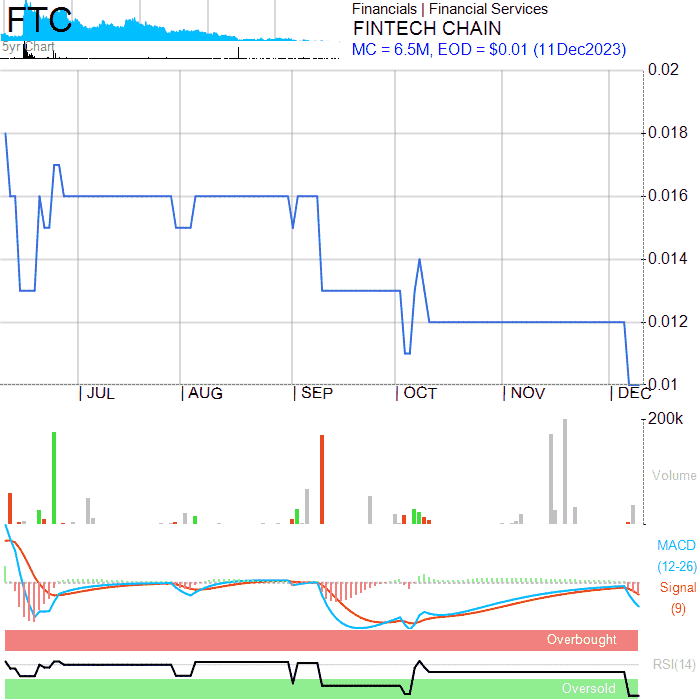 FTC
5yr Chart
Financials | Financial Services
FINTECH CHAIN
MC = 6.5M, EOD = $0.01 (11Dec2023)
0.02
0.018
0.016
0.014
0.012
0.01
|JUL |AUG |SEP |OCT |NOV |DEC
200k
Volume
MACD
(12-26)
Signal
(9)
Overbought
RSI(14)
Oversold